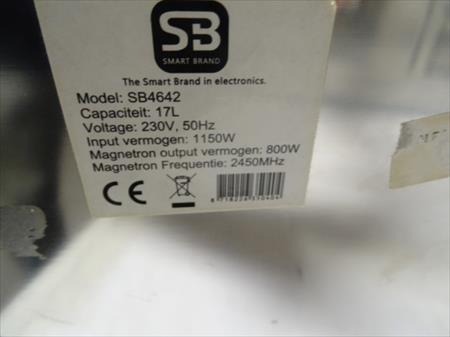 SB
SMART BRAND
The Smart Brand in electronics.
Model: SB4642
Capaciteit: 17L
Voltage: 230V, 50Hz
Input vermogen: 1150W
Magnetron output vermogen: 800W
Magnetron Frequentie: 2450MHz
CE